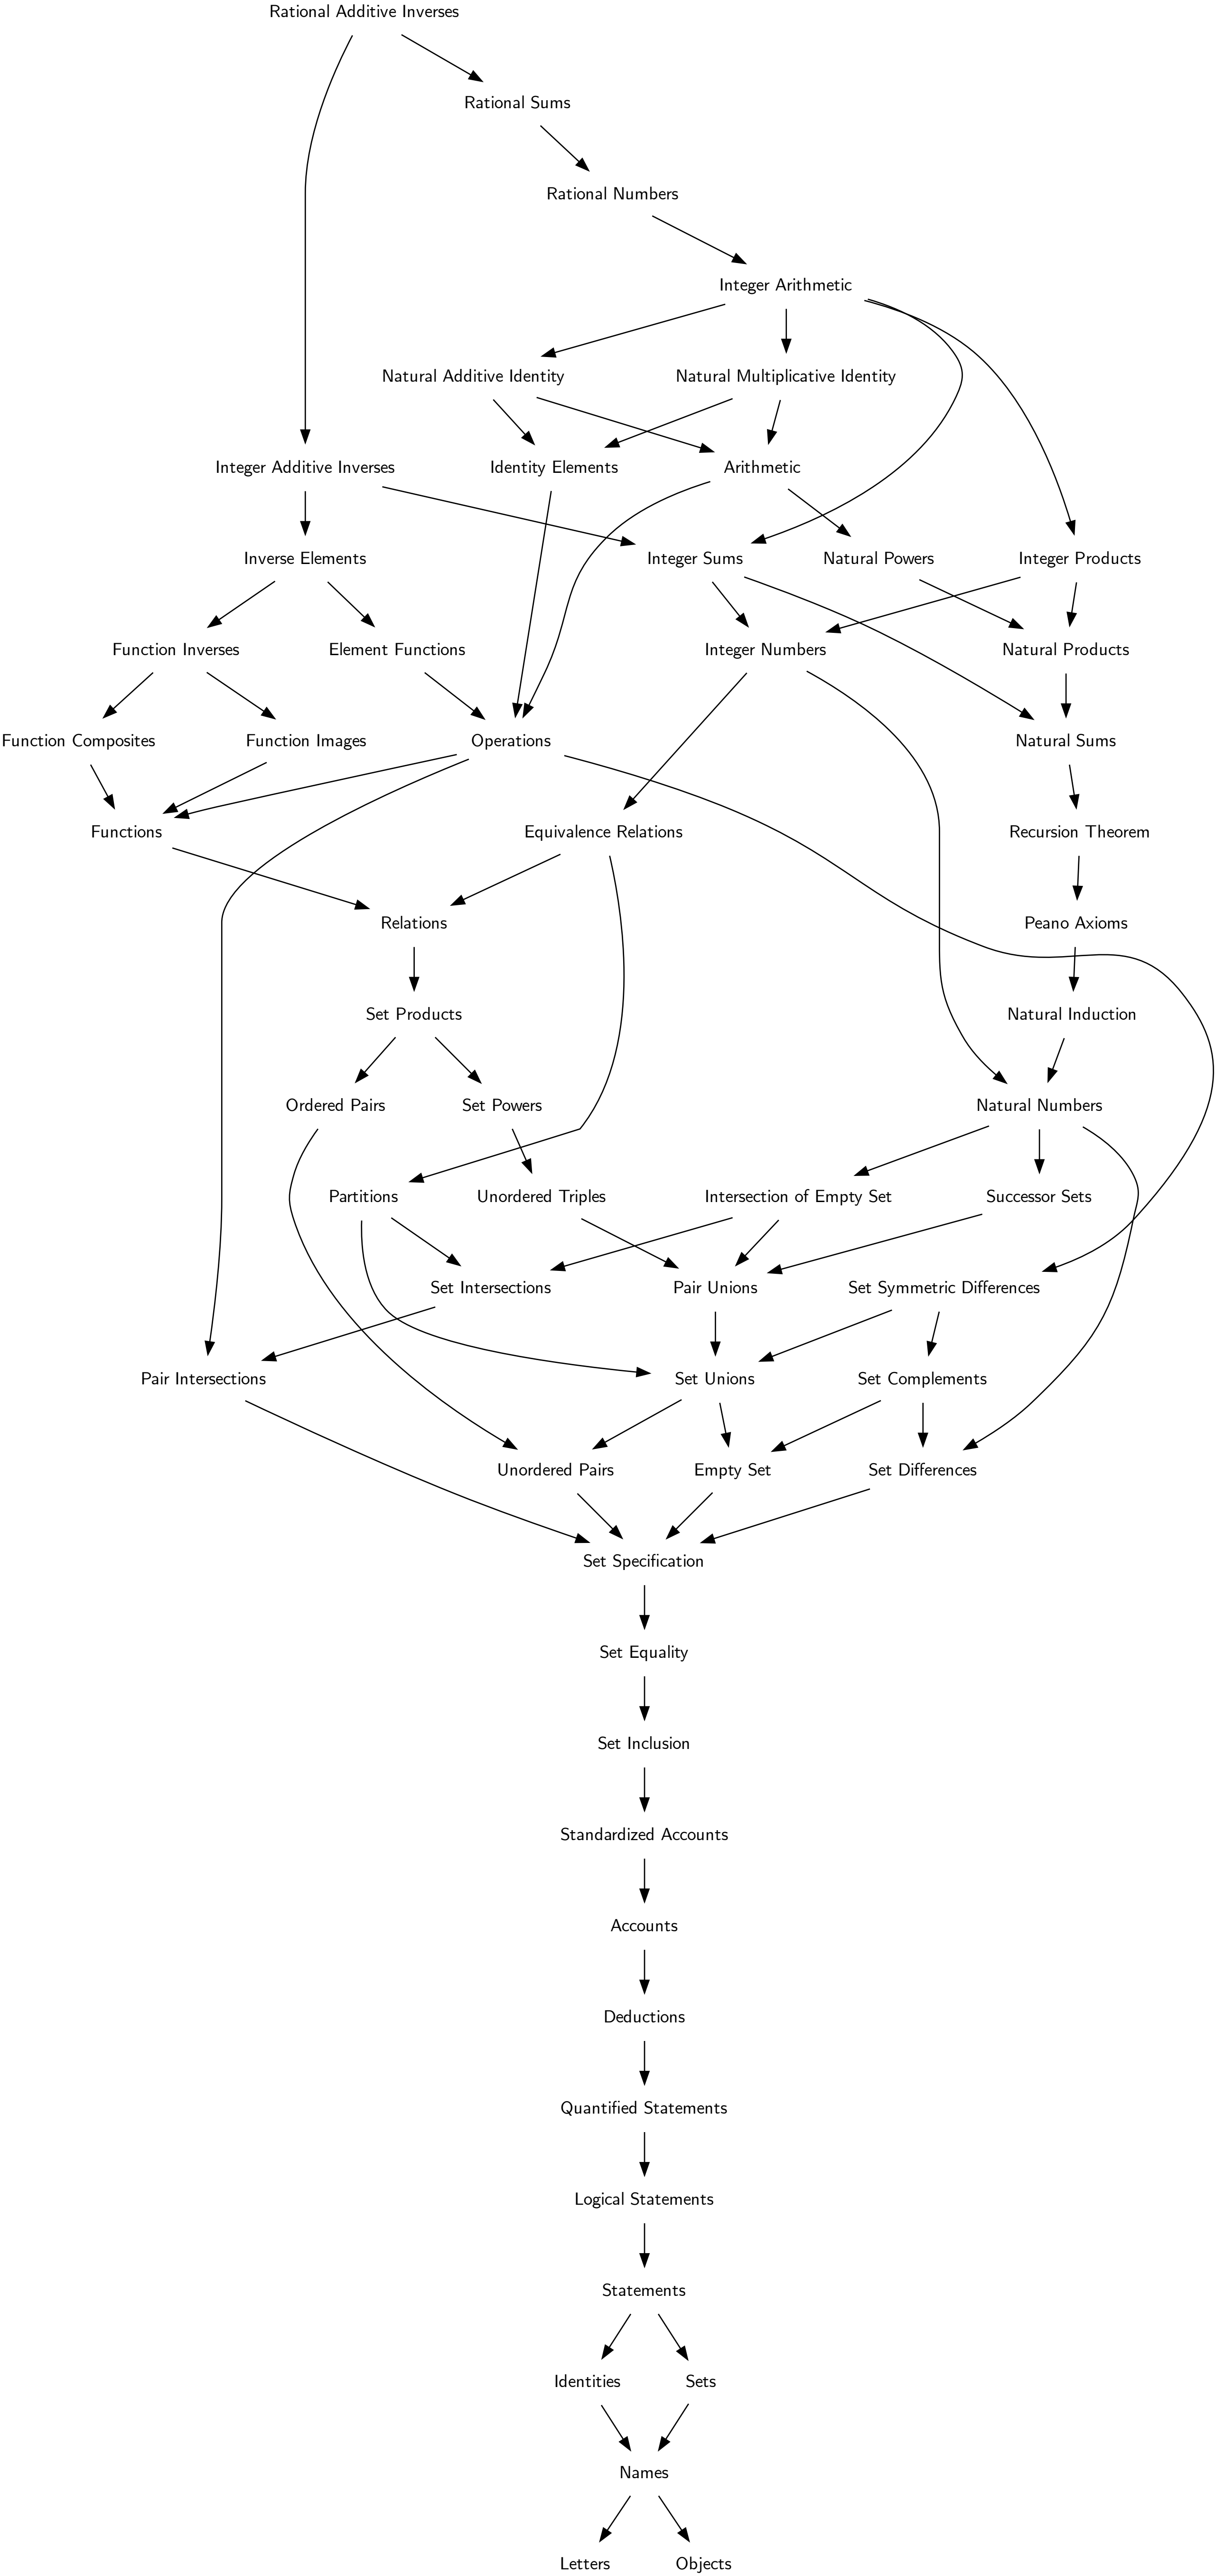 Rational Additive Inverses
Rational Sums
Rational Numbers
Integer Arithmetic
Natural Additive Identity
Natural Multiplicative Identity
Integer Additive Inverses
Identity Elements
Arithmetic
Inverse Elements
Integer Sums
Natural Powers
Integer Products
Function Inverses
Element Functions
Integer Numbers
Natural Products
Function Composites
Function Images
Operations
Natural Sums
Functions
Equivalence Relations
Recursion Theorem
Relations
Peano Axioms
Set Products
Natural Induction
Ordered Pairs
Set Powers
Natural Numbers
Partitions
Unordered Triples
Intersection of Empty Set
Successor Sets
Set Intersections
Pair Unions
Set Symmetric Differences
Pair Intersections
Set Unions
Set Complements
Unordered Pairs
Empty Set
Set Differences
Set Specification
Set Equality
Set Inclusion
Standardized Accounts
Accounts
Deductions
Quantified Statements
Logical Statements
Statements
Identities
Sets
Names
Letters
Objects